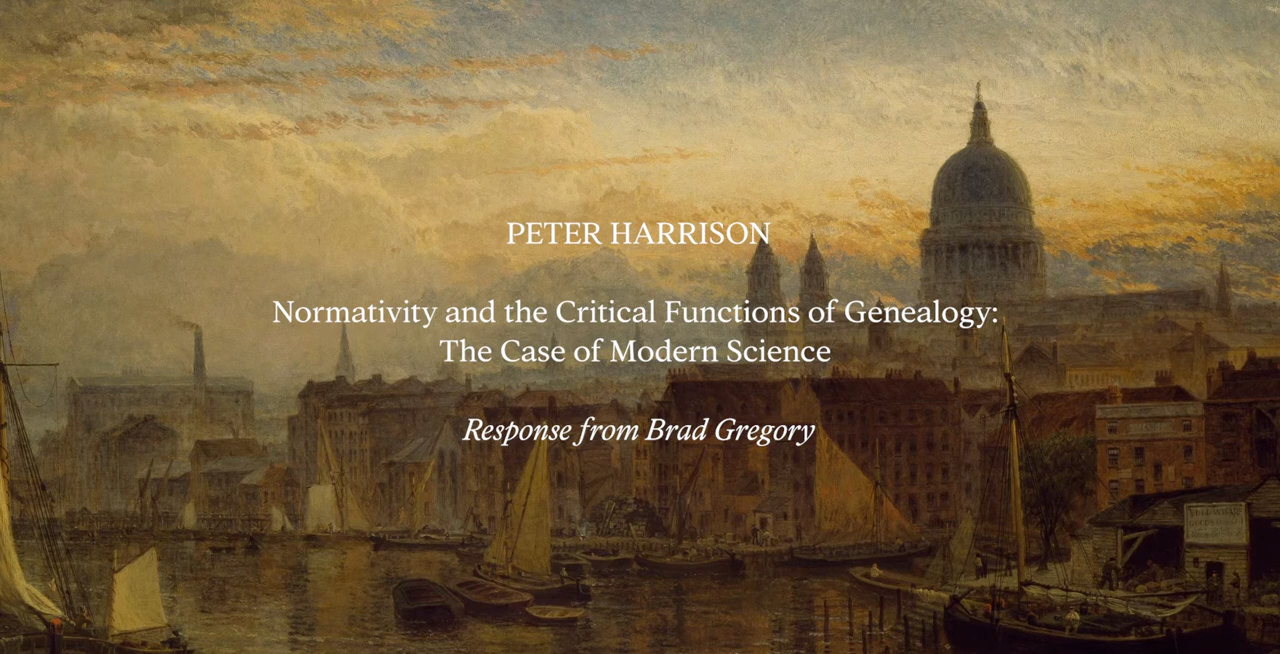 PETER HARRISON
Normativity and the Critical Functions of Genealogy:
The Case of Modern Science
Response from Brad Gregory